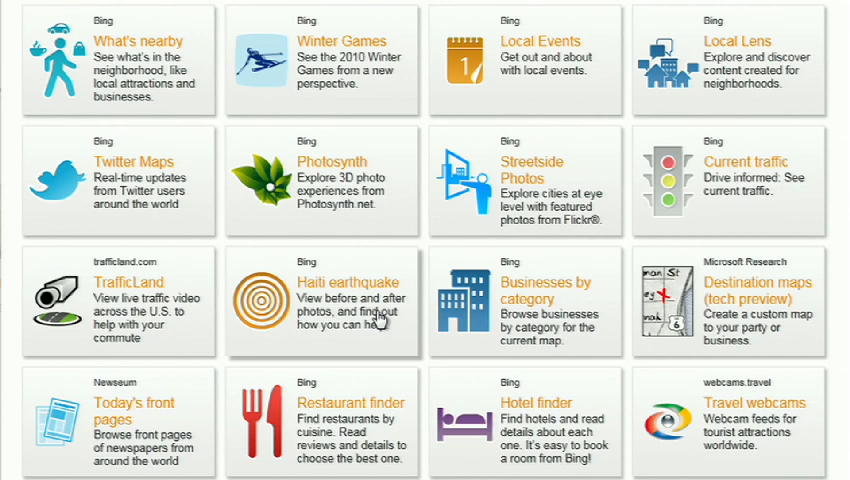 Bing
What's nearby
See what's in the
neighborhood, like
local attractions and
businesses.
Bing
Winter Games
See the 2010 Winter
Games from a new
perspective.
Bing
Local Events
Get out and about
with local events.
1
Bing
Local Lens
Explore and discover
content created for
neighborhoods.
Bing
Twitter Maps
Real-time updates
from Twitter users
around the world
Bing
Photosynth
Explore 3D photo
experiences from
Photosynth.net.
Bing
Streetside
Photos
Explore cities at eye
level with featured
photos from Flickr®.
Bing
Current traffic
Drive informed: See
current traffic.
trafficland.com
TrafficLand
View live traffic video
across the U.S. to
help with your
commute
Bing
Haiti earthquake
View before and after
photos, and find out
how you can
Bing
Businesses by
category
Browse businesses
by category for the
current map.
Microsoft Research
Destination maps
(tech preview)
Create a custom map
to your party or
business.
man St
6
Newseum
Today's front
pages
Browse front pages
of newspapers from
around the world
Bing
Restaurant finder
Find restaurants by
cuisine. Read
reviews and details to
choose the best one.
Bing
Hotel finder
Find hotels and read
details about each
one. It's easy to book
a room from Bing!
webcams.travel
Travel webcams
Webcam feeds for
tourist attractions
worldwide.